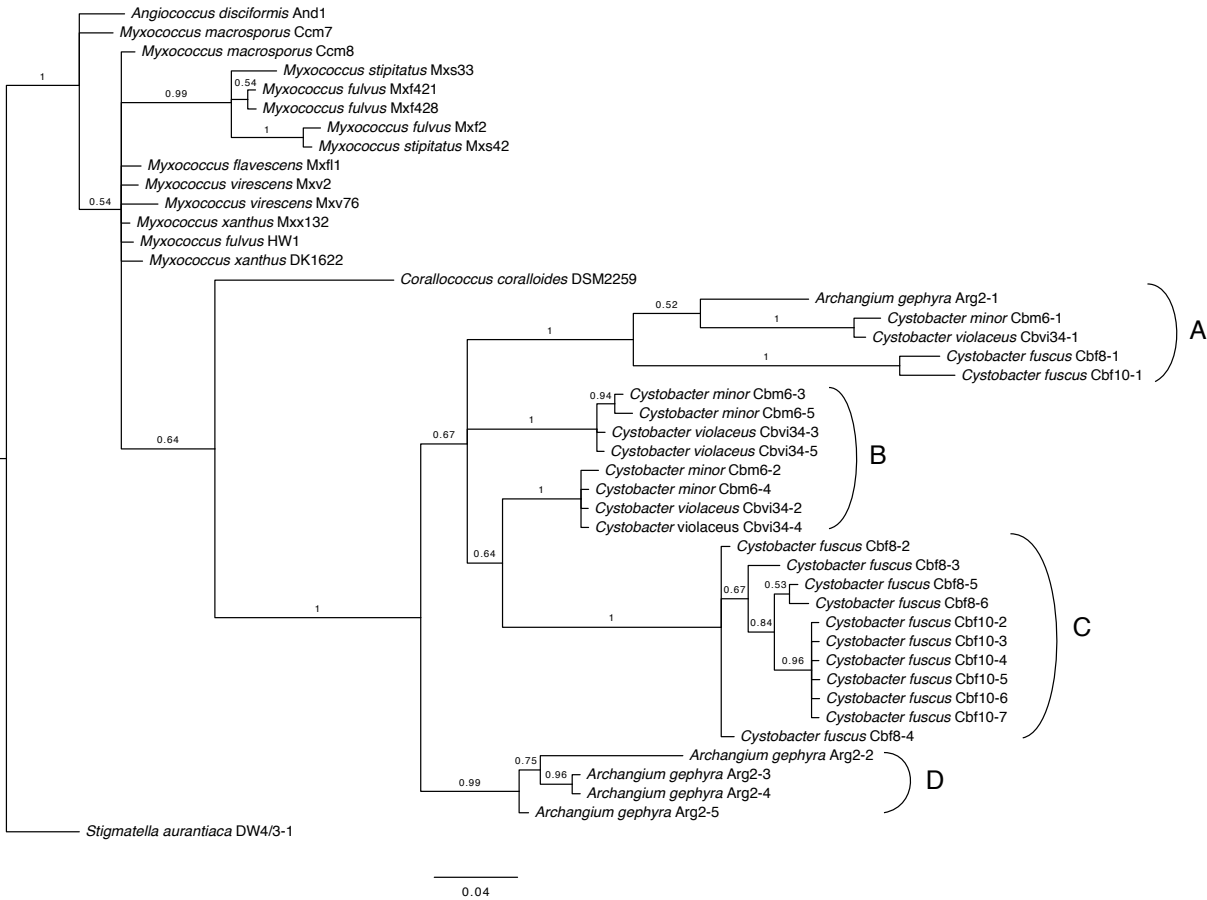 Angiococcus disciformis And1
Myxococcus macrosporus Ccm7
Myxococcus macrosporus Ccm8
1
Myxococcus stipitatus Mxs33
0.54
Myxococcus fulvus Mxf421
0.99
Myxococcus fulvus Mxf428
Myxococcus fulvus Mxf2
1
Myxococcus stipitatus Mxs42
Myxococcus flavescens Mxfl1
Myxococcus virescens Mxv2
0.54
Myxococcus virescens Mxv76
Myxococcus xanthus Mxx132
Myxococcus fulvus HW1
Myxococcus xanthus DK1622
Corallococcus coralloides DSM2259
0.52
Archangium gephyra Arg2-1
1
Cystobacter minor Cbm6-1
1
Cystobacter violaceus Cbvi34-1
A
1
Cystobacter fuscus Cbf8-1
Cystobacter fuscus Cbf10-1
0.94
Cystobacter minor Cbm6-3
Cystobacter minor Cbm6-5
1
Cystobacter violaceus Cbvi34-3
0.67
0.64
Cystobacter violaceus Cbvi34-5
B
Cystobacter minor Cbm6-2
1
Cystobacter minor Cbm6-4
Cystobacter violaceus Cbvi34-2
Cystobacter violaceus Cbvi34-4
Cystobacter fuscus Cbf8-2
0.64
Cystobacter fuscus Cbf8-3
0.67
0.53
Cystobacter fuscus Cbf8-5
Cystobacter fuscus Cbf8-6
1
1
0.84
Cystobacter fuscus Cbf10-2
C
Cystobacter fuscus Cbf10-3
0.96
Cystobacter fuscus Cbf10-4
Cystobacter fuscus Cbf10-5
Cystobacter fuscus Cbf10-6
Cystobacter fuscus Cbf10-7
Cystobacter fuscus Cbf8-4
0.75
Archangium gephyra Arg2-2
0.99
0.96
Archangium gephyra Arg2-3
D
Archangium gephyra Arg2-4
Archangium gephyra Arg2-5
Stigmatella aurantiaca DW4/3-1
0.04